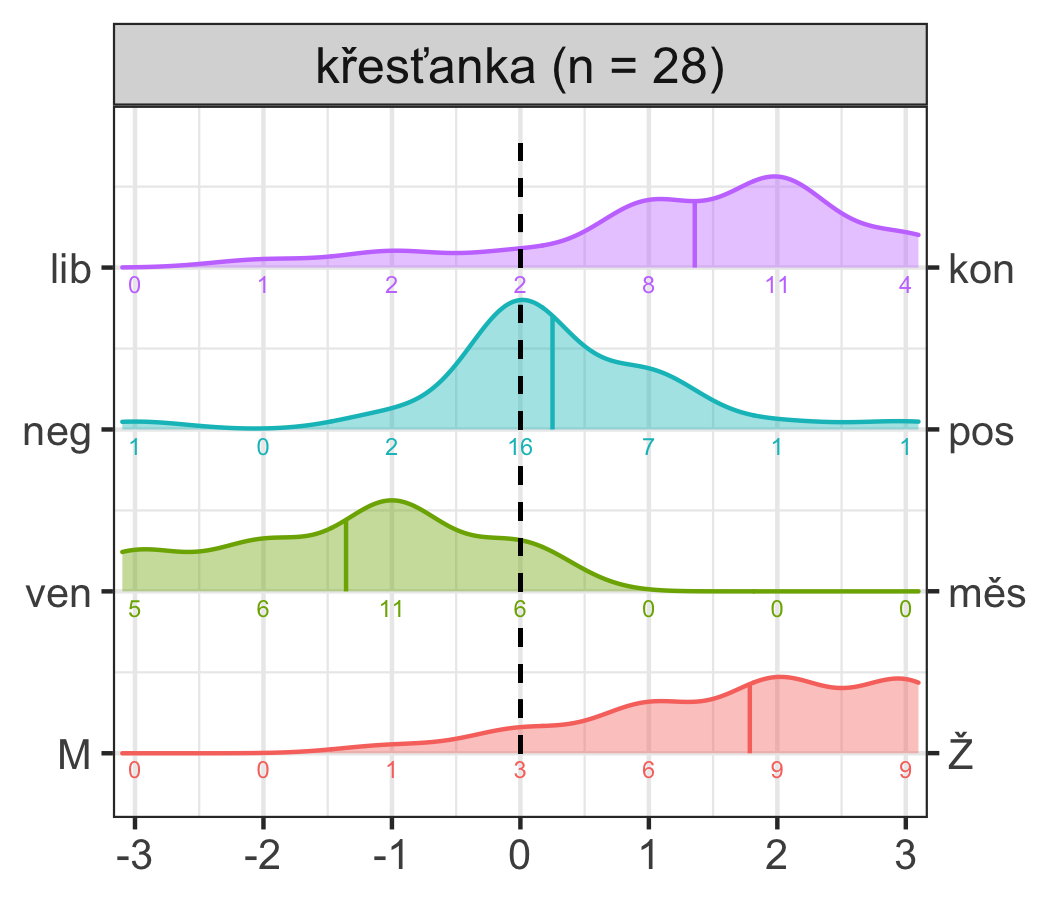 křesťanka (n = 28)
lib kon
0 1 2 2 8 11 4
neg pos
1 0 2 16 7 1 1
ven měs
5 6 11 6 0 0 0
M Ž
0 0 1 3 6 9 9
-3 -2 -1 0 1 2 3